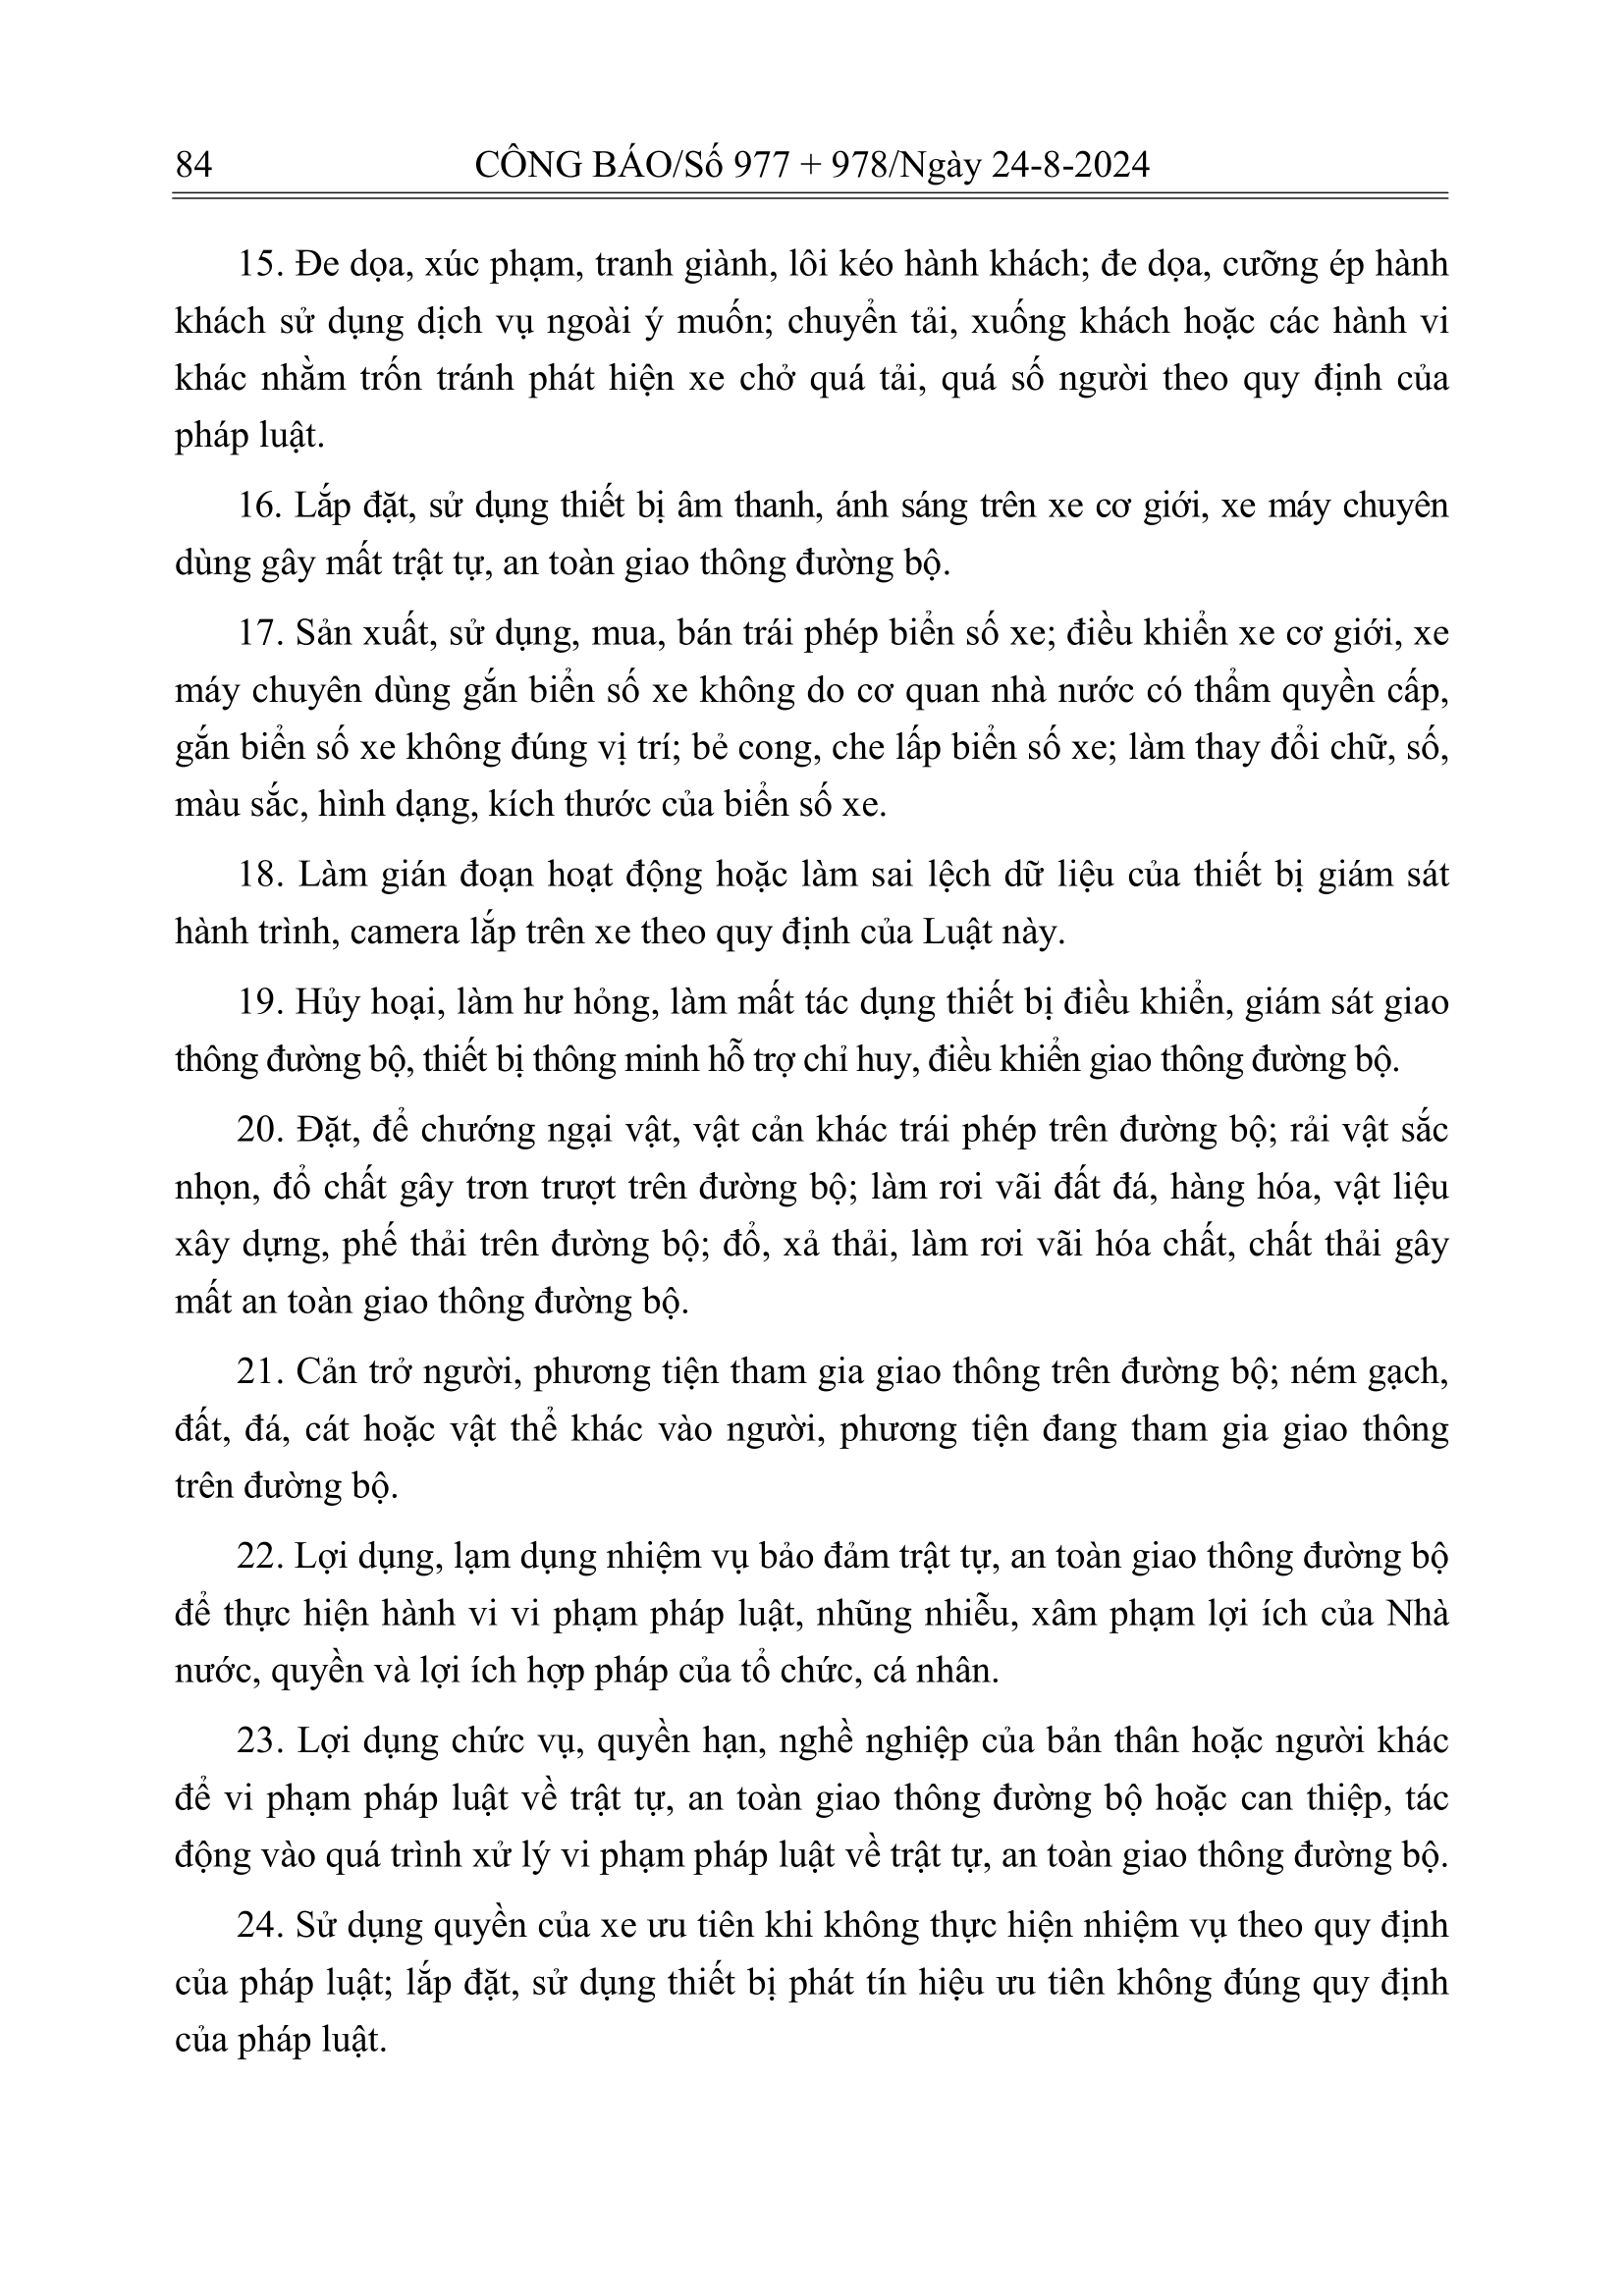 84
CÔNG BÁO/Số 977 + 978/Ngày 24-8-2024
15. Đe dọa, xúc phạm, tranh giành, lôi kéo hành khách; đe dọa, cưỡng ép hành
khách sử dụng dịch vụ ngoài ý muốn; chuyển tải, xuống khách hoặc các hành vi
khác nhằm trốn tránh phát hiện xe chở quá tải, quá số người theo quy định của
pháp luật.
16. Lắp đặt, sử dụng thiết bị âm thanh, ánh sáng trên xe cơ giới, xe máy chuyên
dùng gây mất trật tự, an toàn giao thông đường bộ.
17. Sản xuất, sử dụng, mua, bán trái phép biển số xe; điều khiển xe cơ giới, xe
máy chuyên dùng gắn biển số xe không do cơ quan nhà nước có thẩm quyền cấp,
gắn biển số xe không đúng vị trí; bẻ cong, che lấp biển số xe; làm thay đổi chữ, số,
màu sắc, hình dạng, kích thước của biển số xe.
18. Làm gián đoạn hoạt động hoặc làm sai lệch dữ liệu của thiết bị giám sát
hành trình, camera lắp trên xe theo quy định của Luật này.
19. Hủy hoại, làm hư hỏng, làm mất tác dụng thiết bị điều khiển, giám sát giao
thông đường bộ, thiết bị thông minh hỗ trợ chỉ huy, điều khiển giao thông đường bộ.
20. Đặt, để chướng ngại vật, vật cản khác trái phép trên đường bộ; rải vật sắc
nhọn, đổ chất gây trơn trượt trên đường bộ; làm rơi vãi đất đá, hàng hóa, vật liệu
xây dựng, phế thải trên đường bộ; đổ, xả thải, làm rơi vãi hóa chất, chất thải gây
mất an toàn giao thông đường bộ.
21. Cản trở người, phương tiện tham gia giao thông trên đường bộ; ném gạch,
đất, đá, cát hoặc vật thể khác vào người, phương tiện đang tham gia giao thông
trên đường bộ.
22. Lợi dụng, lạm dụng nhiệm vụ bảo đảm trật tự, an toàn giao thông đường bộ
để thực hiện hành vi vi phạm pháp luật, nhũng nhiễu, xâm phạm lợi ích của Nhà
nước, quyền và lợi ích hợp pháp của tổ chức, cá nhân.
23. Lợi dụng chức vụ, quyền hạn, nghề nghiệp của bản thân hoặc người khác
để vi phạm pháp luật về trật tự, an toàn giao thông đường bộ hoặc can thiệp, tác
động vào quá trình xử lý vi phạm pháp luật về trật tự, an toàn giao thông đường bộ.
24. Sử dụng quyền của xe ưu tiên khi không thực hiện nhiệm vụ theo quy định
của pháp luật; lắp đặt, sử dụng thiết bị phát tín hiệu ưu tiên không đúng quy định
của pháp luật.